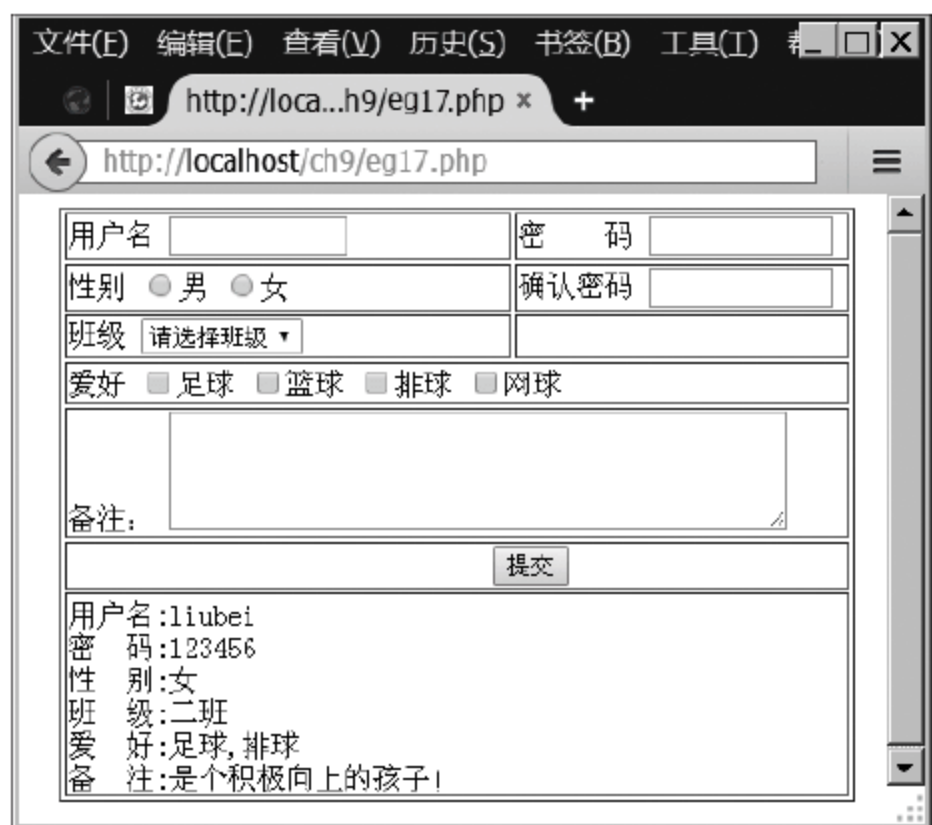 文件(F) 编辑(E) 查看(V) 历史(S) 书签(B) 工具(T)
http://loca...h9/eg17.php × +
http://localhost/ch9/eg17.php
用户名 密 码
性别 男 女 确认密码
班级 请选择班级
爱好 足球 篮球 排球 网球
备注:
提交
用户名:liubei
密 码:123456
性 别:女
班 级:二班
爱 好:足球,排球
备 注:是个积极向上的孩子!